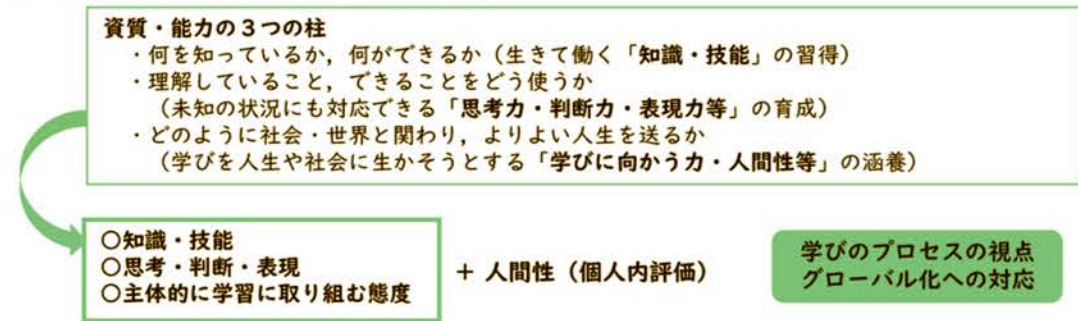 資質・能力の３つの柱
・何を知っているか，何ができるか（生きて働く「知識・技能」の習得）
・理解していること，できることをどう使うか
（未知の状況にも対応できる「思考力・判断力・表現力等」の育成）
・どのように社会・世界と関わり，よりよい人生を送るか
（学びを人生や社会に生かそうとする「学びに向かう力・人間性等」の涵養）
○知識・技能
○思考・判断・表現
○主体的に学習に取り組む態度
＋ 人間性（個人内評価）
学びのプロセスの視点
グローバル化への対応